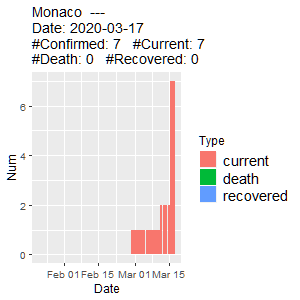 Monaco  ---
Date: 2020-03-17
#Confirmed: 7   #Current: 7
#Death: 0   #Recovered: 0
6
4
2
0
Num
Feb 01 Feb 15 Mar 01 Mar 15
Date
Type
current
death
recovered